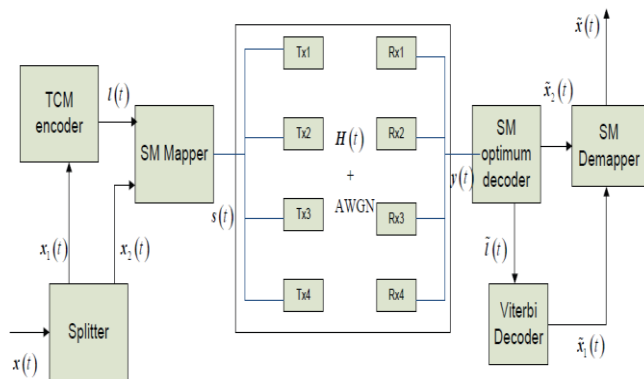 x̃(t)
TCM
encoder
l(t)
SM Mapper
Tx1
Tx2
Tx3
Tx4
H(t)
+
AWGN
Rx1
Rx2
Rx3
Rx4
s(t)
y(t)
SM
optimum
decoder
x̃₂(t)
SM
Demapper
x₁(t)
x₂(t)
l̃(t)
Splitter
x(t)
Viterbi
Decoder
x̃₁(t)